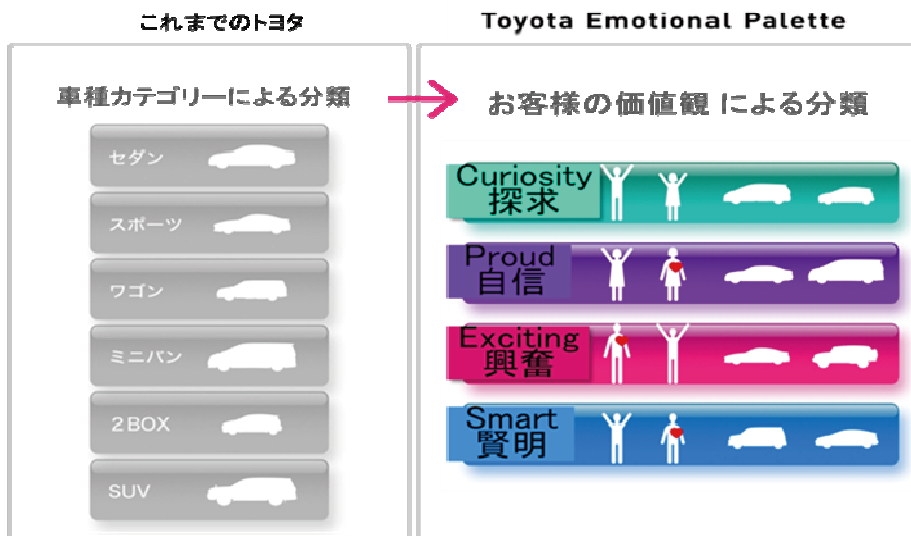 これまでのトヨタ
車種カテゴリーによる分類
セダン
スポーツ
ワゴン
ミニバン
2BOX
SUV
Toyota Emotional Palette
お客様の価値観 による分類
Curiosity
探求
Proud
自信
Exciting
興奮
Smart
賢明